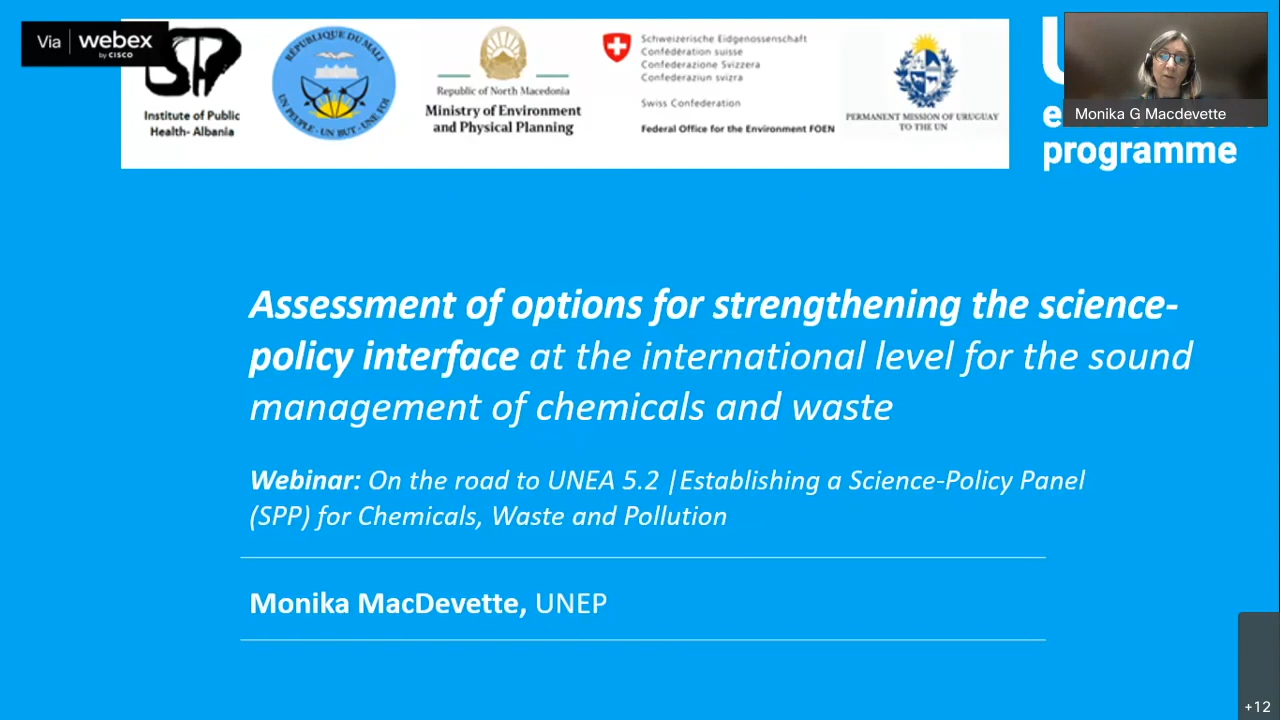 Via webex
by CISCO
Institute of Public
Health- Albania
RÉPUBLIQUE DU MALI
UN PEUPLE - UN BUT - UNE FOI
Republic of North Macedonia
Ministry of Environment
and Physical Planning
Schweizerische Eidgenossenschaft
Confédération suisse
Confederazione Svizzera
Confederaziun svizra
Swiss Confederation
Federal Office for the Environment FOEN
PERMANENT MISSION OF URUGUAY
TO THE UN
programme
Monika G Macdevette
Assessment of options for strengthening the science-
policy interface at the international level for the sound
management of chemicals and waste
Webinar: On the road to UNEA 5.2 |Establishing a Science-Policy Panel
(SPP) for Chemicals, Waste and Pollution
Monika MacDevette, UNEP
+12